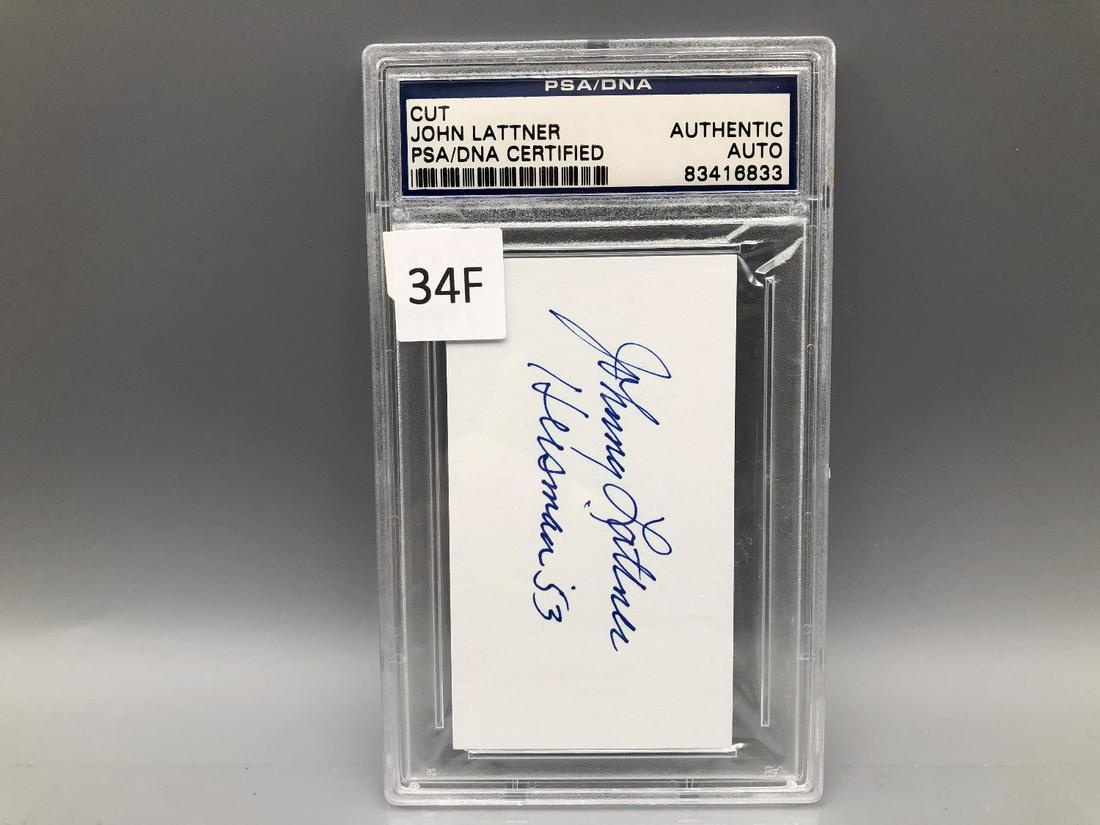 PSA/DNA
CUT
JOHN LATTNER
PSA/DNA CERTIFIED
AUTHENTIC
AUTO
83416833
34F
Johnny Lattner
Heisman '53